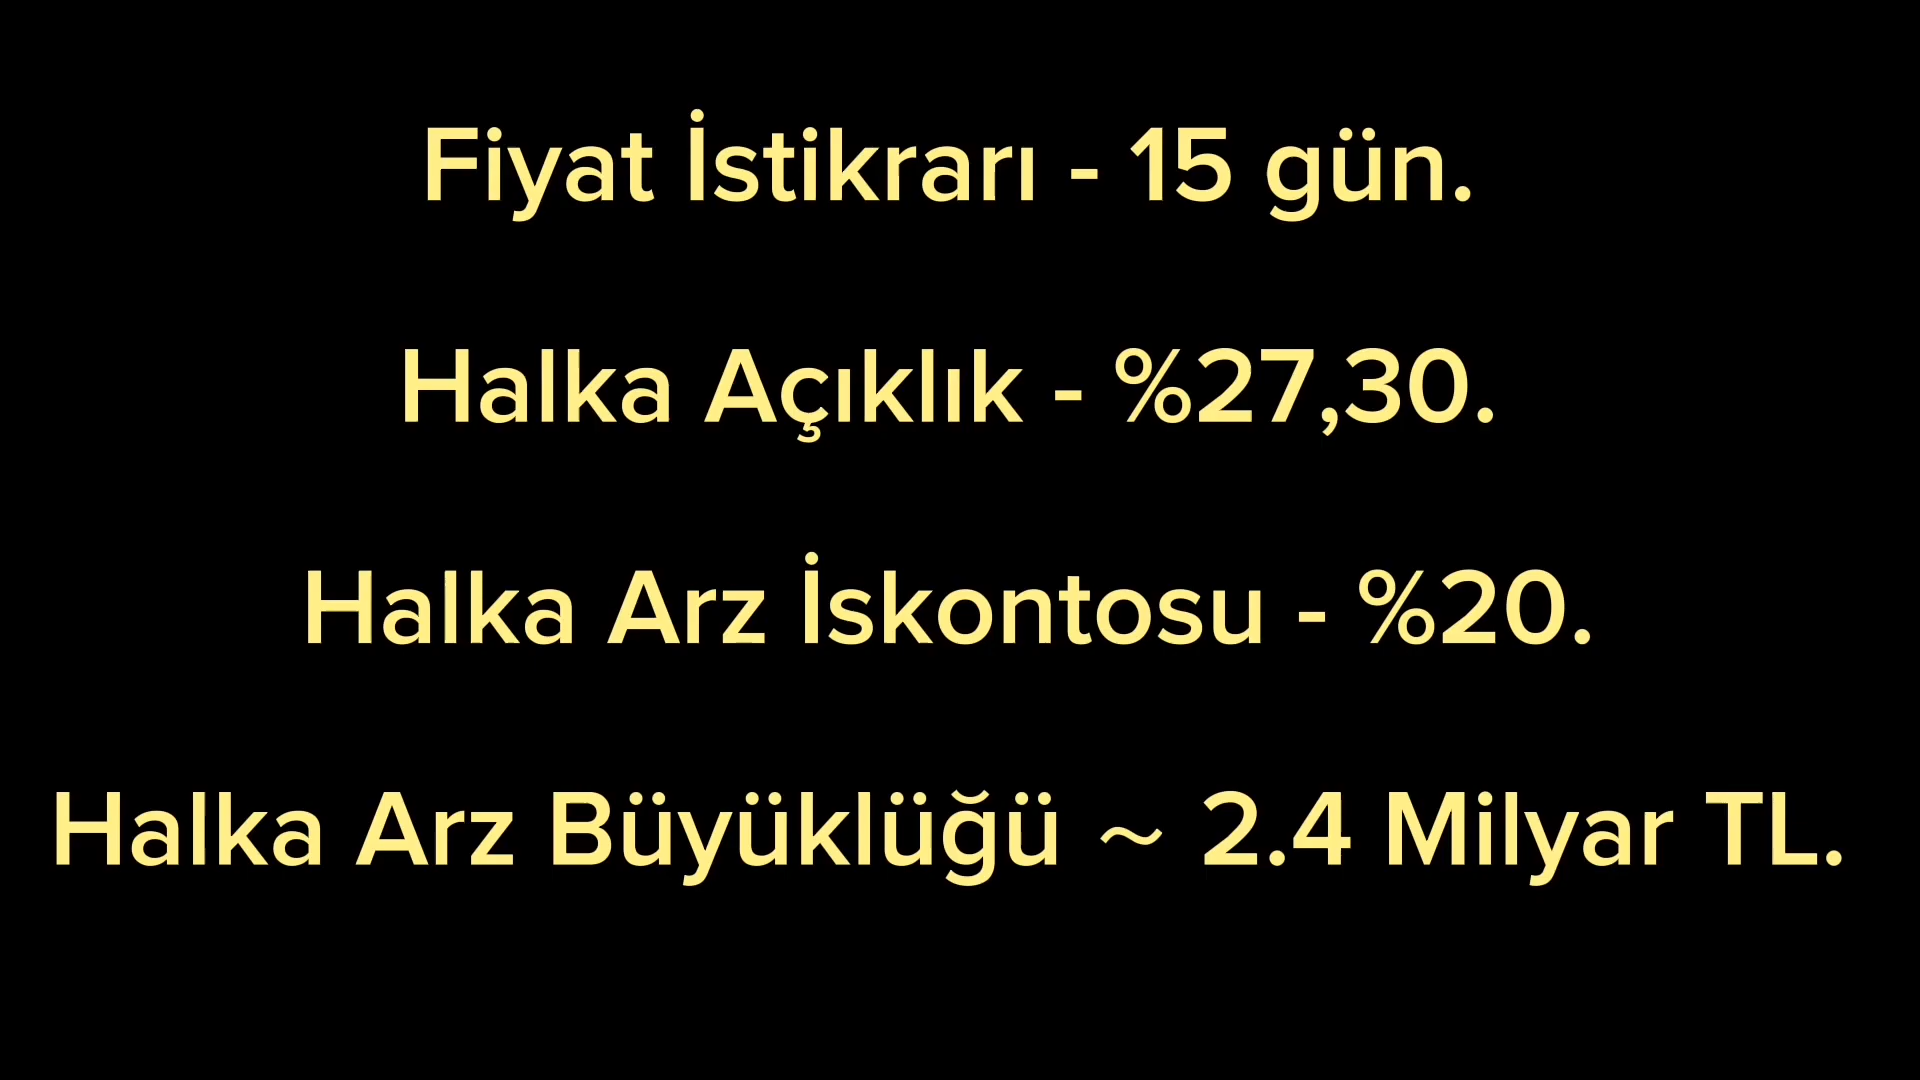 Fiyat İstikrarı - 15 gün.
Halka Açıklık - %27,30.
Halka Arz İskontosu - %20.
Halka Arz Büyüklüğü ~ 2.4 Milyar TL.